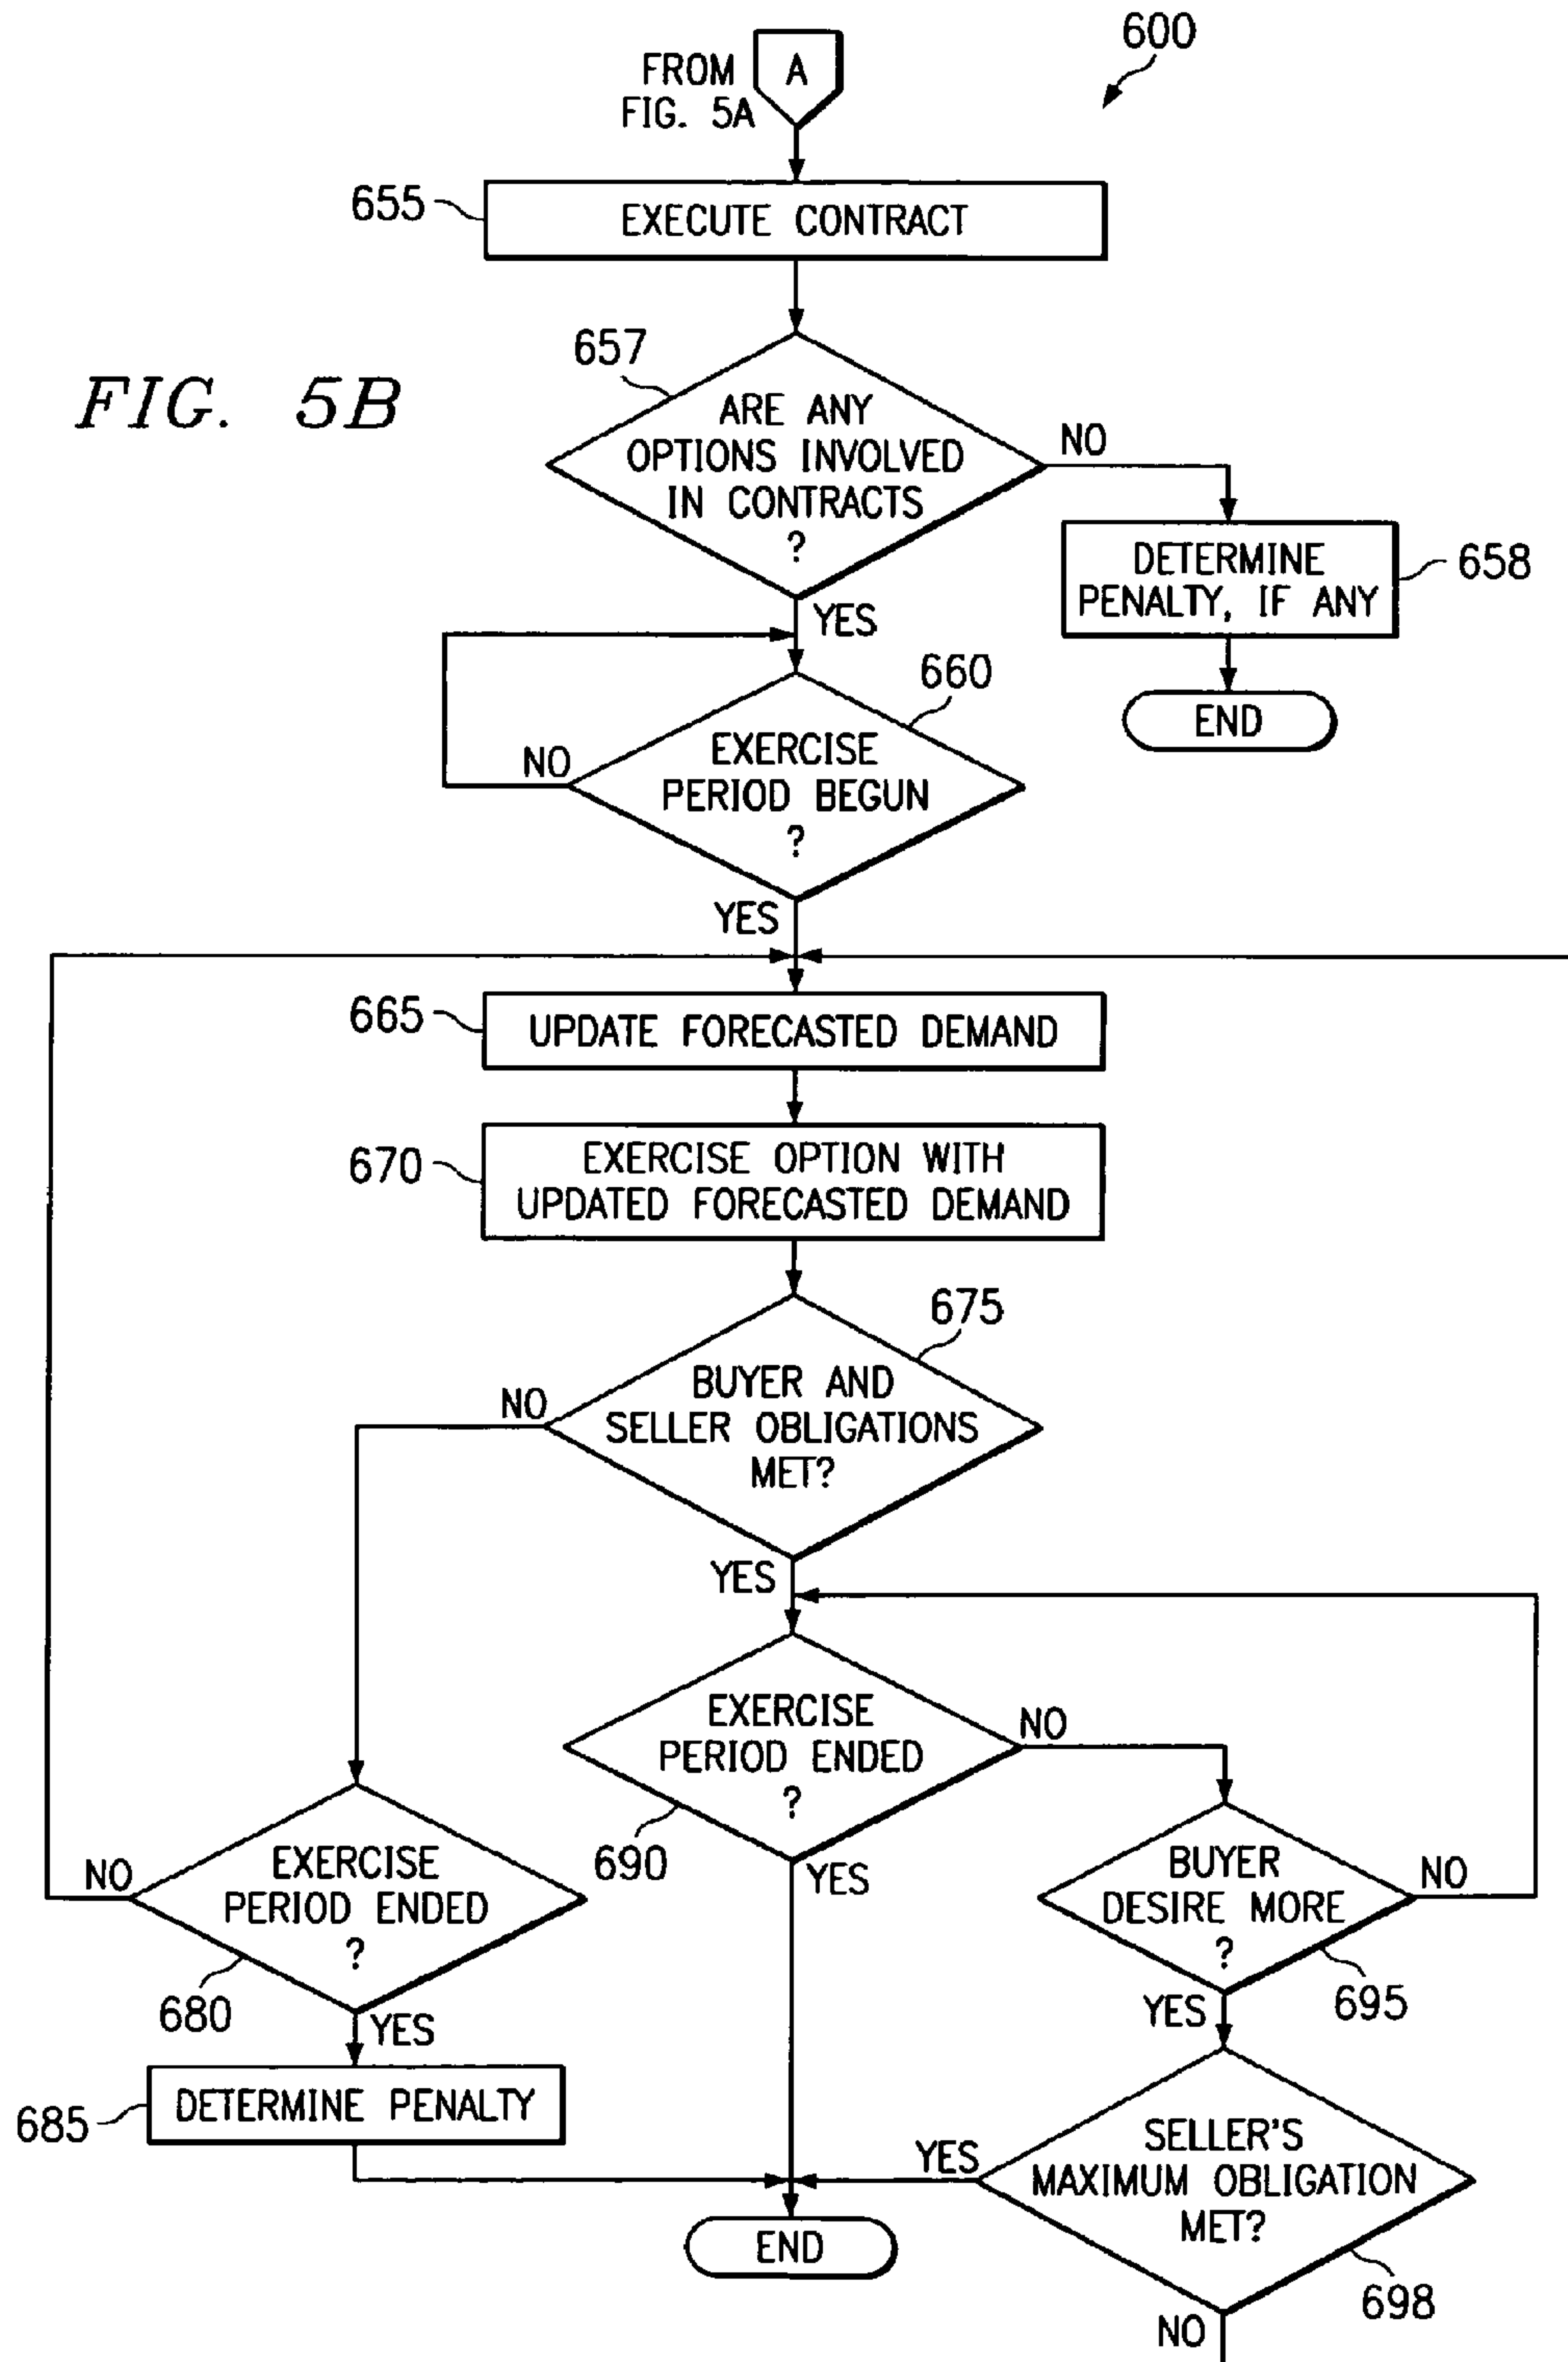 600
FROM
FIG. 5A
A
655
EXECUTE CONTRACT
FIG. 5B
657
ARE ANY
OPTIONS INVOLVED
IN CONTRACTS
?
NO
DETERMINE
PENALTY, IF ANY
658
END
YES
660
EXERCISE
PERIOD BEGUN
?
NO
YES
665
UPDATE FORECASTED DEMAND
670
EXERCISE OPTION WITH
UPDATED FORECASTED DEMAND
675
BUYER AND
SELLER OBLIGATIONS
MET?
NO
YES
EXERCISE
PERIOD ENDED
?
690
NO
YES
BUYER
DESIRE MORE
?
NO
695
YES
EXERCISE
PERIOD ENDED
?
NO
680
YES
685
DETERMINE PENALTY
SELLER'S
MAXIMUM OBLIGATION
MET?
YES
698
NO
END